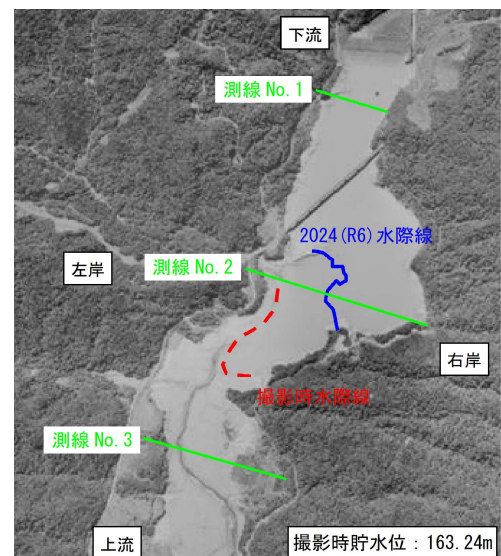 下流
測線 No. 1
2024(R6)水際線
左岸
測線 No. 2
右岸
撮影時水際線
測線 No. 3
上流
撮影時貯水位：163.24m